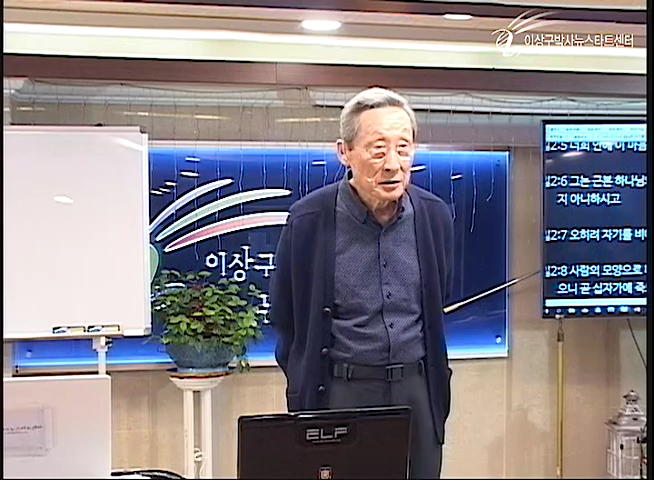 이상구박사뉴스타트센터
2:5 너희 안에 이 마음
2:6 그는 근본 하나님
지 아니하시고
2:7 오히려 자기를 비
2:8 사람의 모양으로
으니 곧 십자가에 죽
이상구
ELF